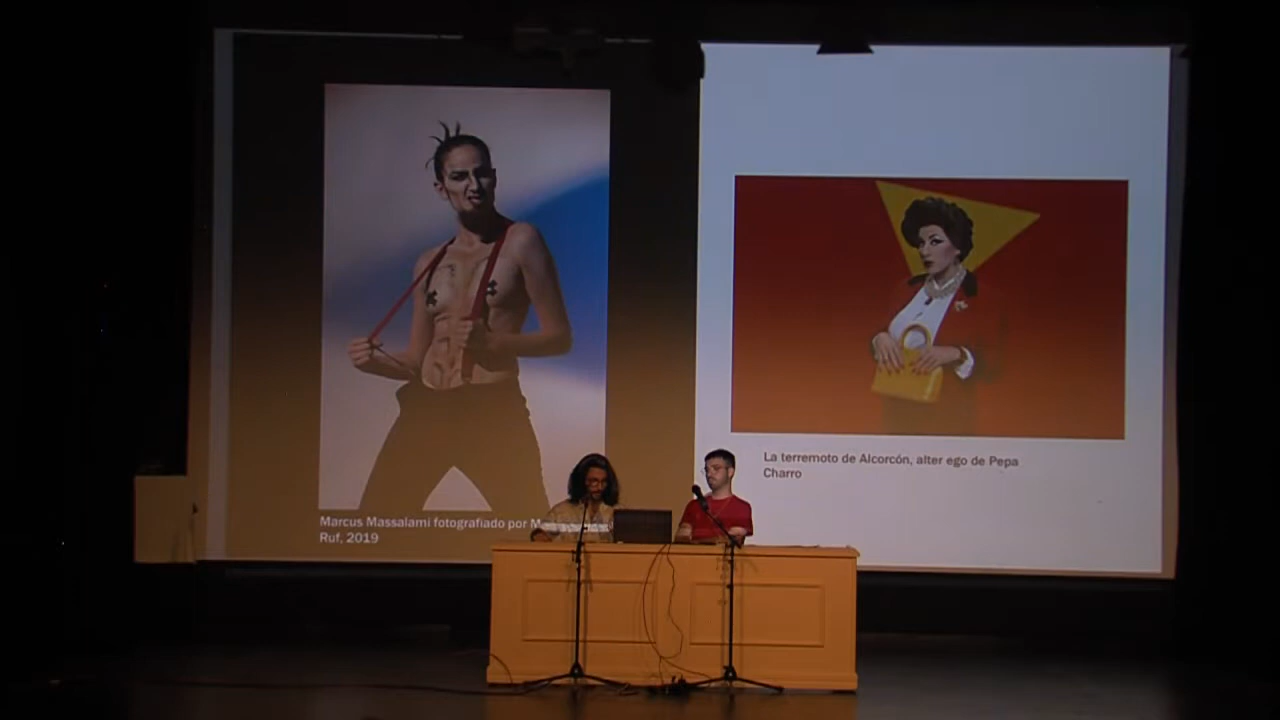 Marcus Massalami fotografiado por
Ruf, 2019
La terremoto de Alcorcón, alter ego de Pepa
Charro